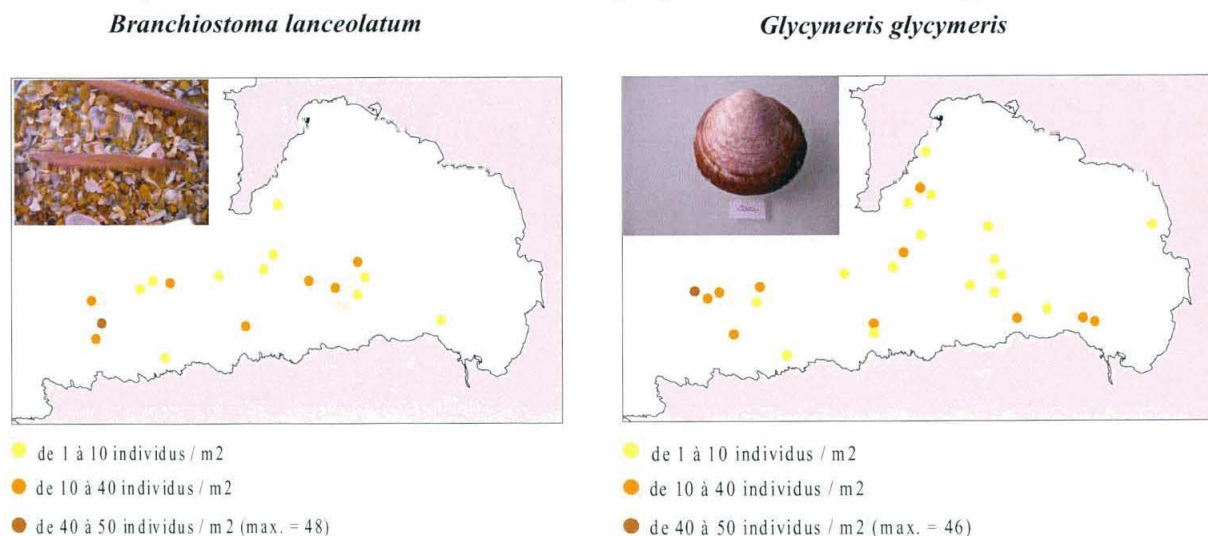 Branchiostoma lanceolatum
Glycymeris glycymeris
de 1 à 10 individus / m2
de 10 à 40 individus / m2
de 40 à 50 individus / m2 (max. = 48)
de 1 à 10 individus / m2
de 10 à 40 individus / m2
de 40 à 50 individus / m2 (max. = 46)